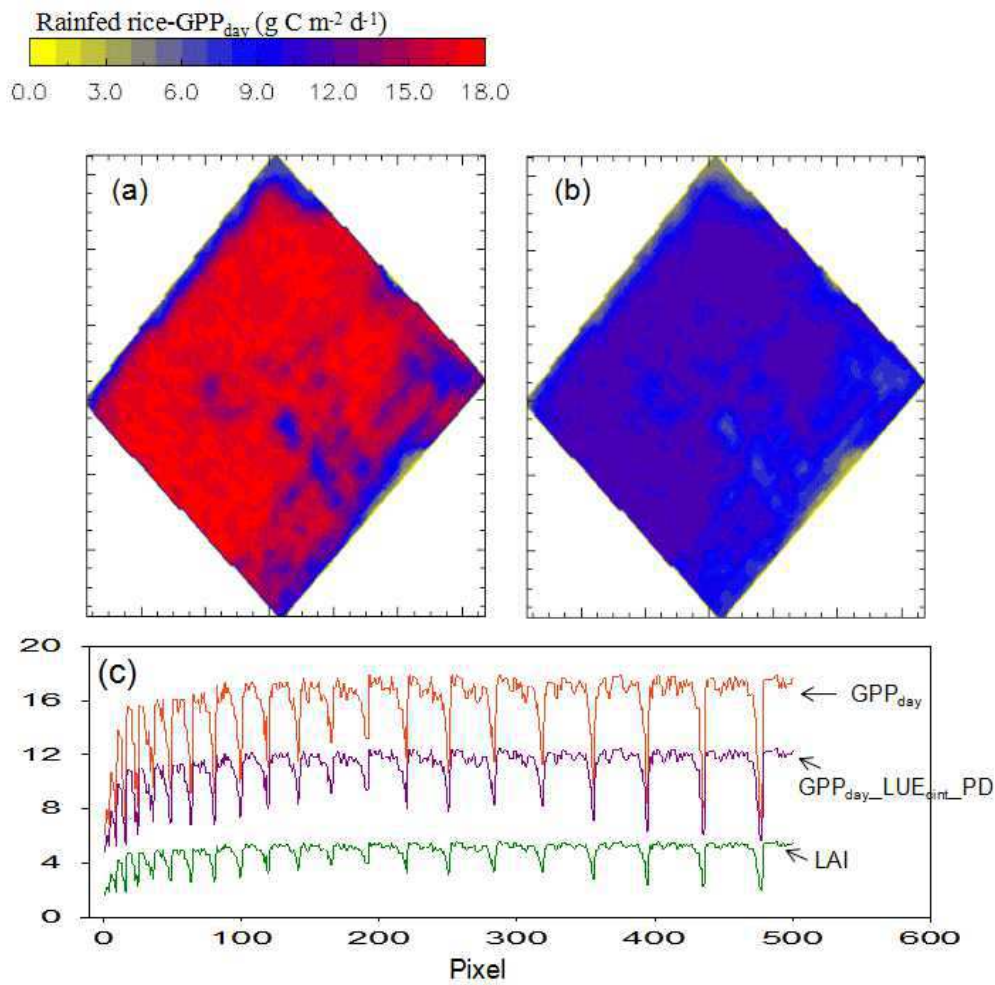 Rainfed rice-GPPday (g C m-2 d-1)
0.0 3.0 6.0 9.0 12.0 15.0 18.0
(a) (b)
20
(c)
16
GPPday
12
GPPday_LUEcint_PD
8
LAI
4
0
0 100 200 300 400 500 600
Pixel